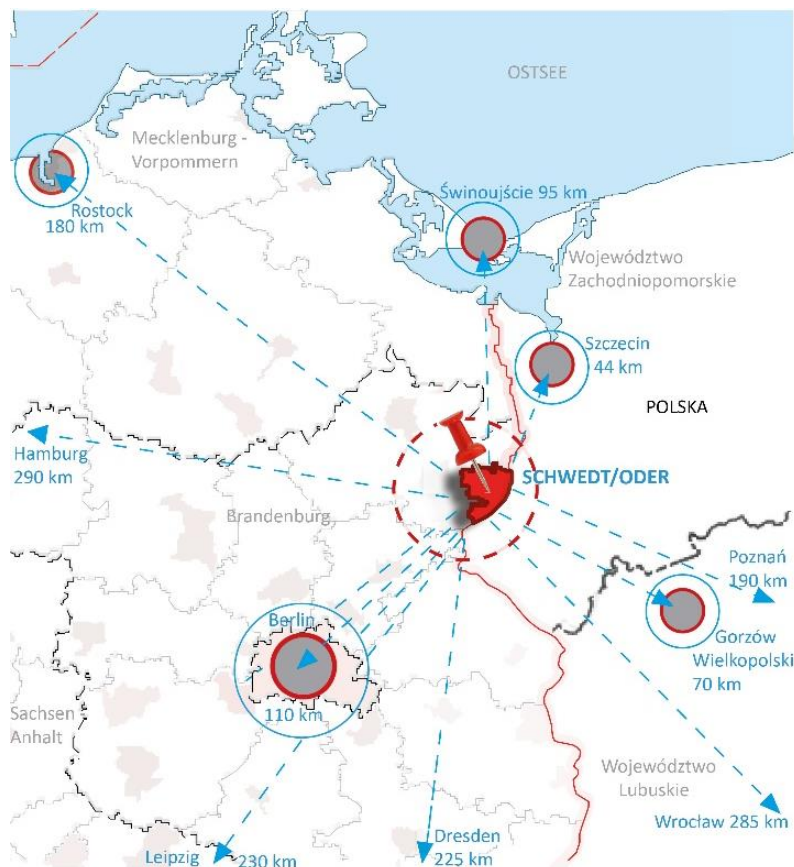 OSTSEE
Mecklenburg -
Vorpommern
Rostock
180 km
Świnoujście 95 km
Województwo
Zachodniopomorskie
Szczecin
44 km
POLSKA
Hamburg
290 km
SCHWEDT/ODER
Brandenburg
Poznań
190 km
Berlin
110 km
Gorzów
Wielkopolski
70 km
Sachsen -
Anhalt
Województwo
Lubuskie
Wrocław 285 km
Leipzig 230 km
Dresden
225 km